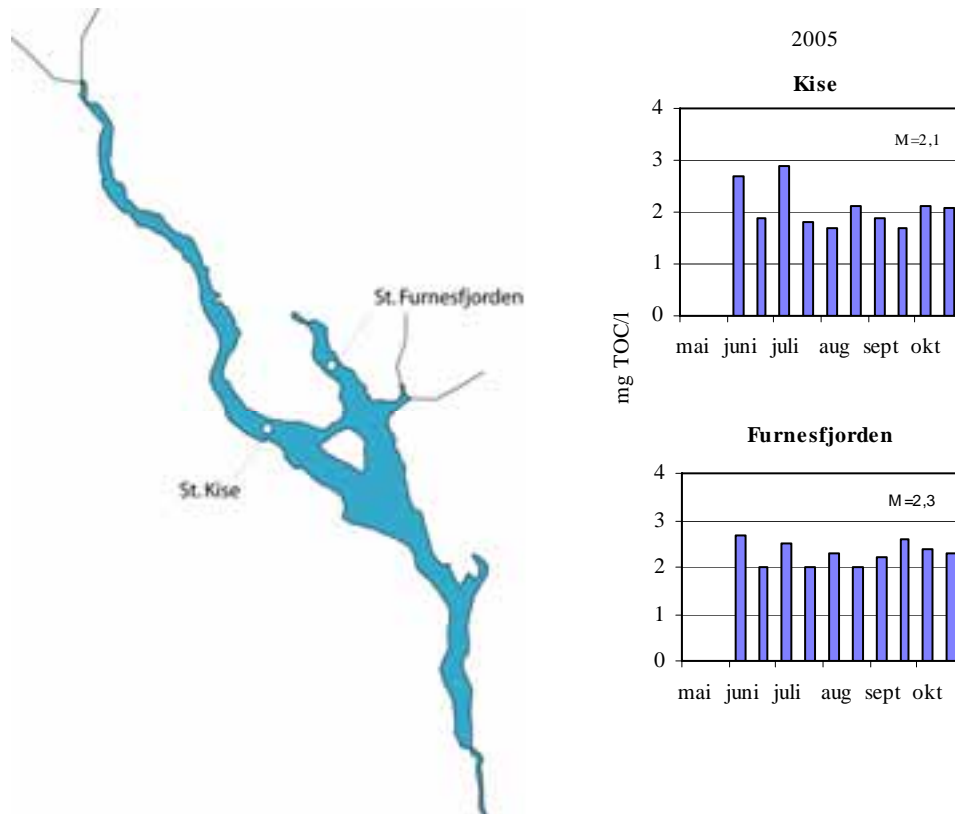 St. Furnesfjorden
St. Kise
2005
Kise
4
M=2,1
3
2
1
0
mai juni juli aug sept okt
mg TOC/l
Furnesfjorden
4
M=2,3
3
2
1
0
mai juni juli aug sept okt